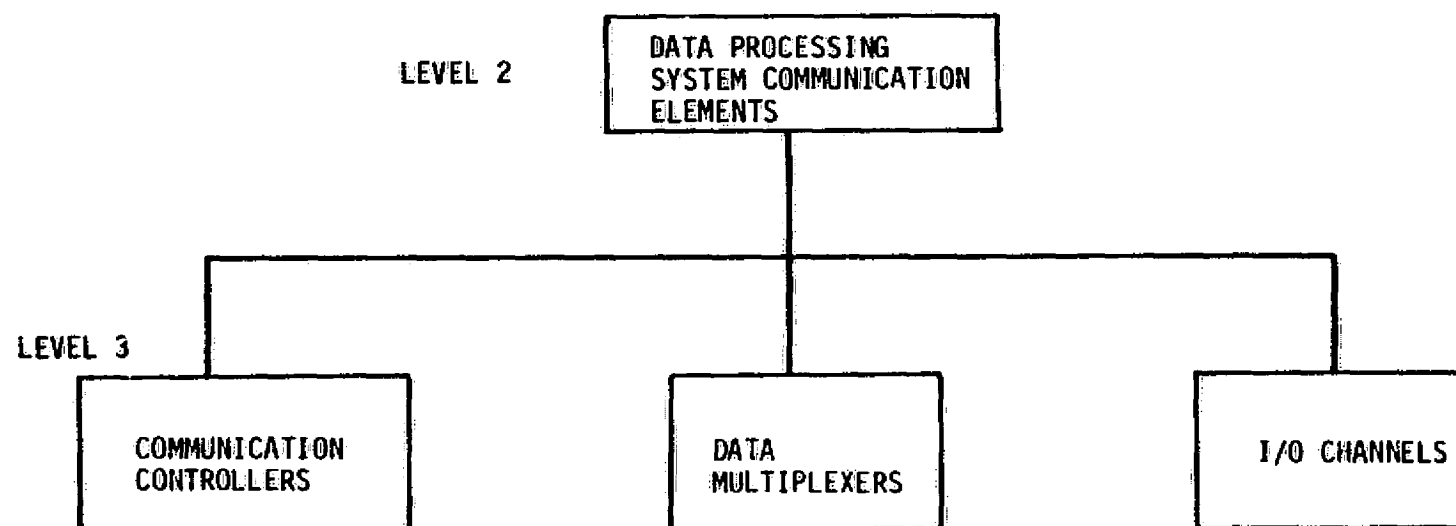 LEVEL 2
DATA PROCESSING
SYSTEM COMMUNICATION
ELEMENTS
LEVEL 3
COMMUNICATION
CONTROLLERS
DATA
MULTIPLEXERS
I/O CHANNELS